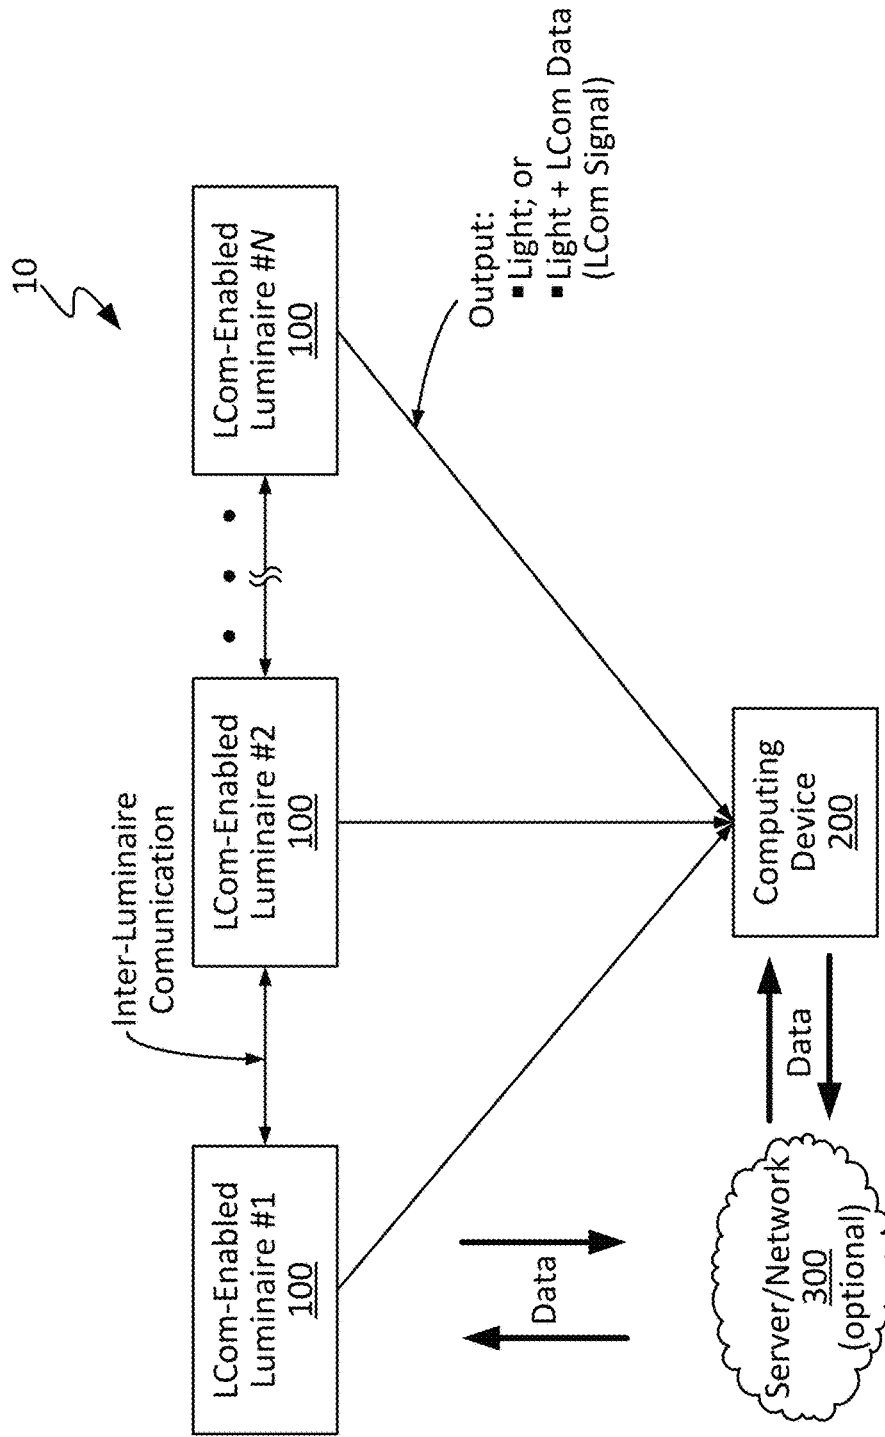 10
Inter-Luminaire
Comunication
LCom-Enabled
Luminaire #1
100
LCom-Enabled
Luminaire #2
100
• • •
LCom-Enabled
Luminaire #N
100
Output:
▪ Light; or
▪ Light + LCom Data
(LCom Signal)
Data
Server/Network
300
(optional)
Data
Computing
Device
200